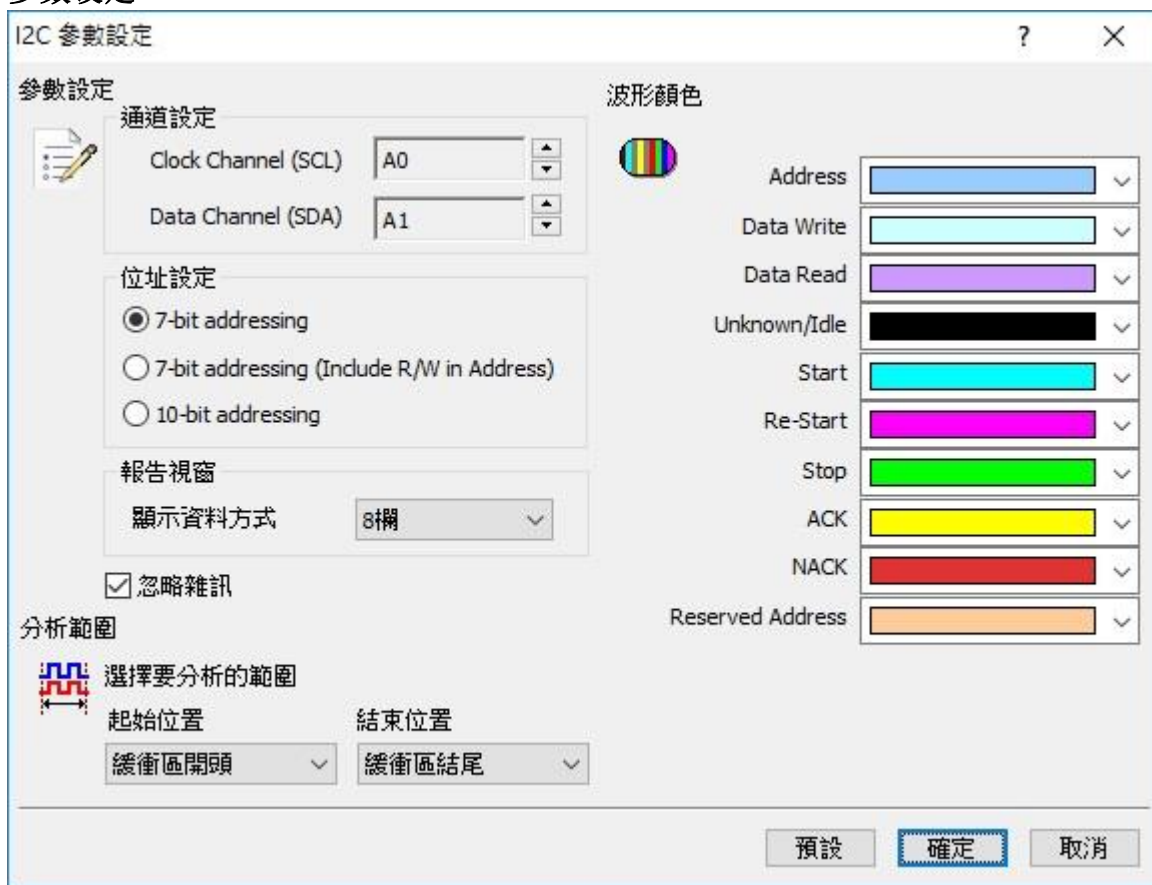 I2C 參數設定
?
參數設定
通道設定
Clock Channel (SCL)
A0
Data Channel (SDA)
A1
位址設定
7-bit addressing
7-bit addressing (Include R/W in Address)
10-bit addressing
報告視窗
顯示資料方式
8欄
忽略雜訊
分析範圍
選擇要分析的範圍
起始位置
結束位置
緩衝區開頭
緩衝區結尾
波形顏色
Address
Data Write
Data Read
Unknown/Idle
Start
Re-Start
Stop
ACK
NACK
Reserved Address
預設
確定
取消